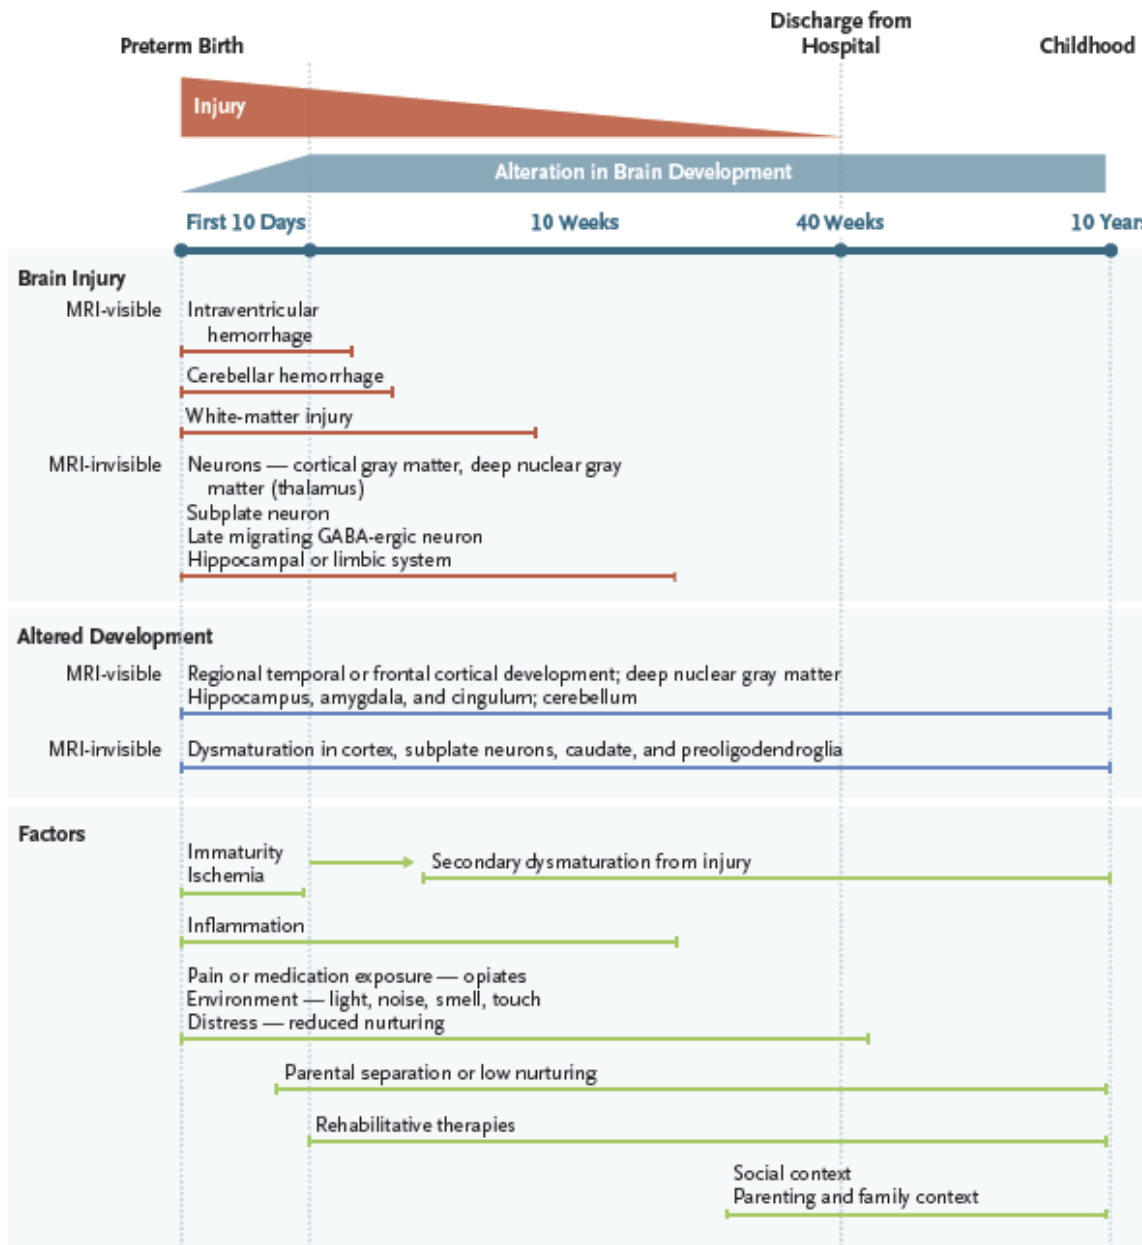 Preterm Birth
Discharge from
Hospital
Childhood
Injury
Alteration in Brain Development
First 10 Days
10 Weeks
40 Weeks
10 Years
Brain Injury
MRI-visible
Intraventricular
hemorrhage
Cerebellar hemorrhage
White-matter injury
MRI-invisible
Neurons — cortical gray matter, deep nuclear gray
matter (thalamus)
Subplate neuron
Late migrating GABA-ergic neuron
Hippocampal or limbic system
Altered Development
MRI-visible
Regional temporal or frontal cortical development; deep nuclear gray matter
Hippocampus, amygdala, and cingulum; cerebellum
MRI-invisible
Dysmaturation in cortex, subplate neurons, caudate, and preoligodendroglia
Factors
Immaturity
Ischemia
Secondary dysmaturation from injury
Inflammation
Pain or medication exposure — opiates
Environment — light, noise, smell, touch
Distress — reduced nurturing
Parental separation or low nurturing
Rehabilitative therapies
Social context
Parenting and family context